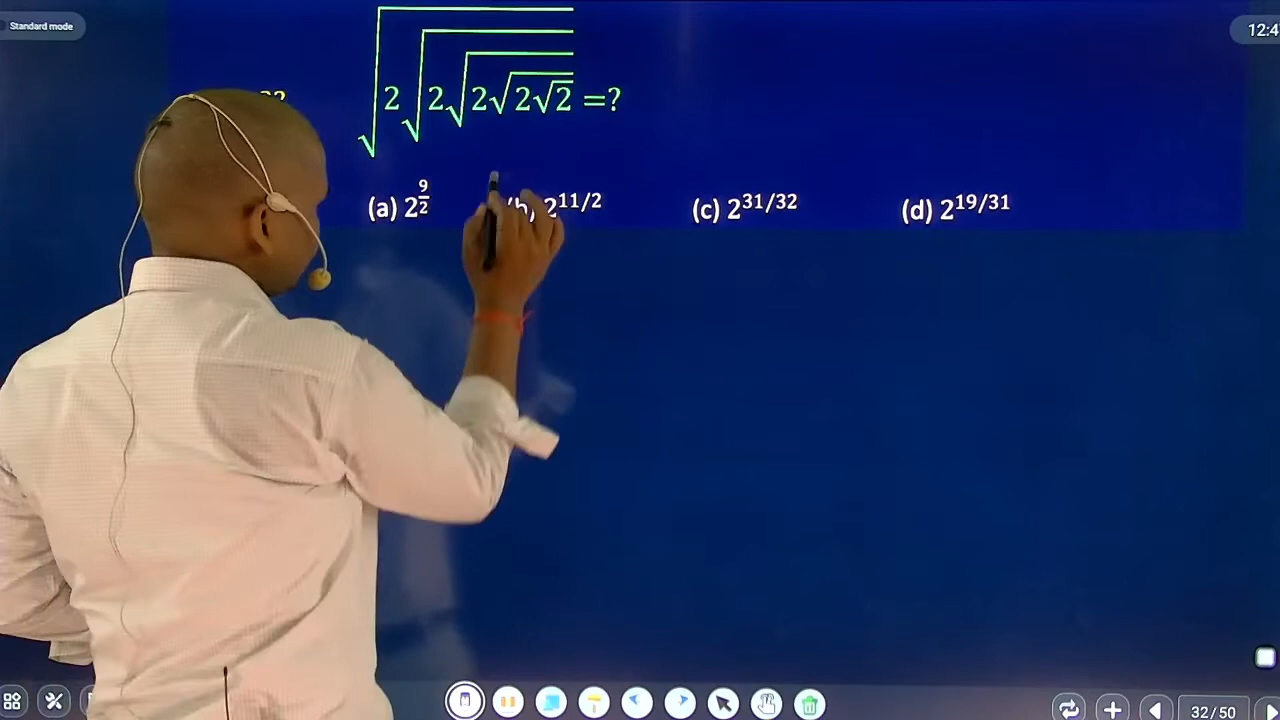 Standard mode
12:4
√2√2√2√2√2 =?
(a) 2^9/2 (b) 2^11/2 (c) 2^31/32 (d) 2^19/31
32/50